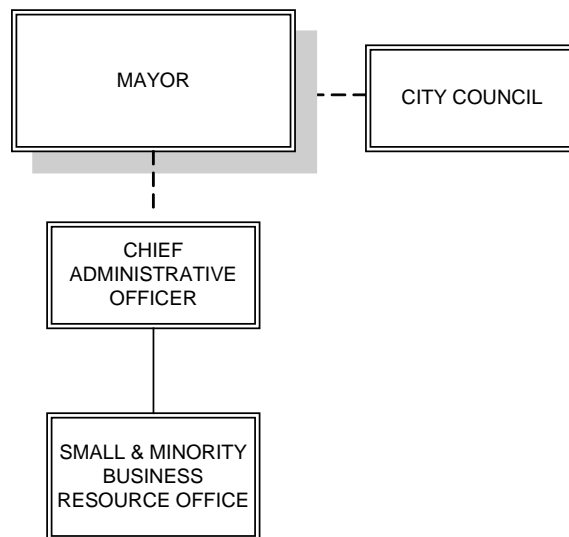 MAYOR
CITY COUNCIL
CHIEF
ADMINISTRATIVE
OFFICER
SMALL & MINORITY
BUSINESS
RESOURCE OFFICE